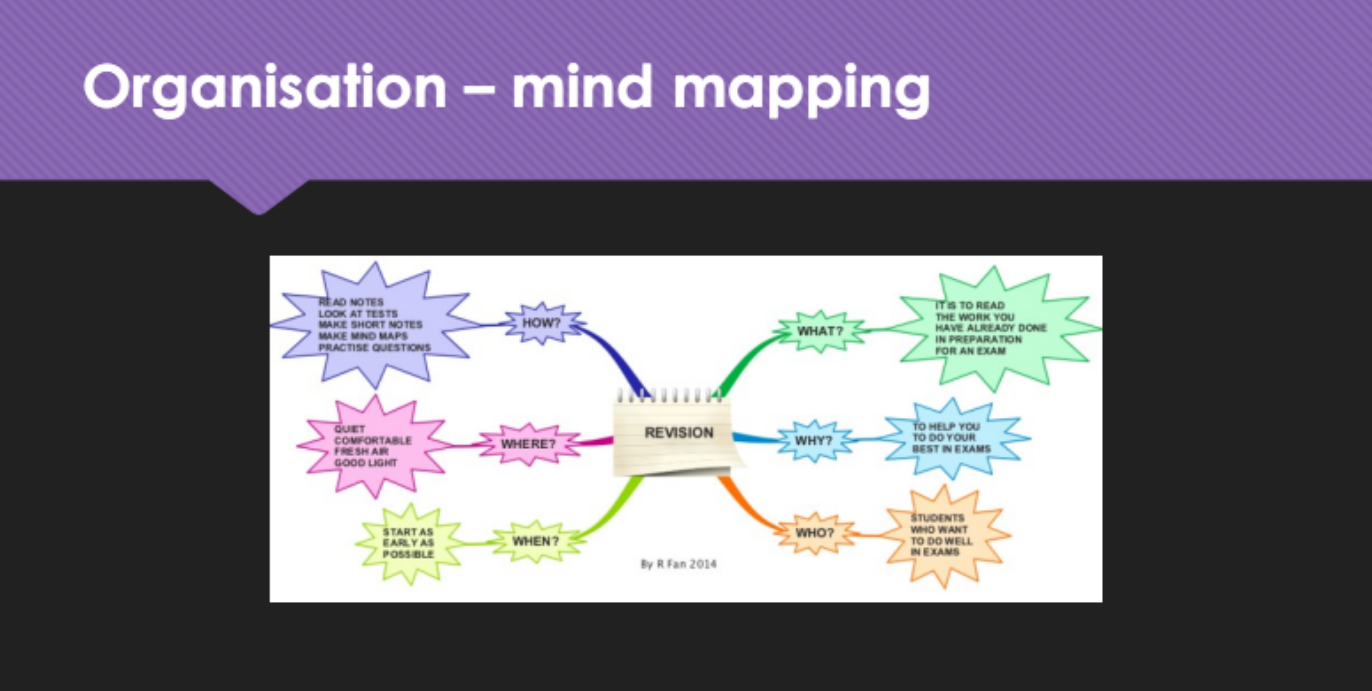 Organisation – mind mapping
READ NOTES
LOOK AT TESTS
MAKE SHORT NOTES
MAKE MIND MAPS
PRACTISE QUESTIONS
HOW?
WHAT?
IT IS TO READ
THE WORK YOU
HAVE ALREADY DONE
IN PREPARATION
FOR AN EXAM
QUIET
COMFORTABLE
FRESH AIR
GOOD LIGHT
WHERE?
REVISION
WHY?
TO HELP YOU
TO DO YOUR
BEST IN EXAMS
START AS
EARLY AS
POSSIBLE
WHEN?
WHO?
STUDENTS
WHO WANT
TO DO WELL
IN EXAMS
By R Fan 2014